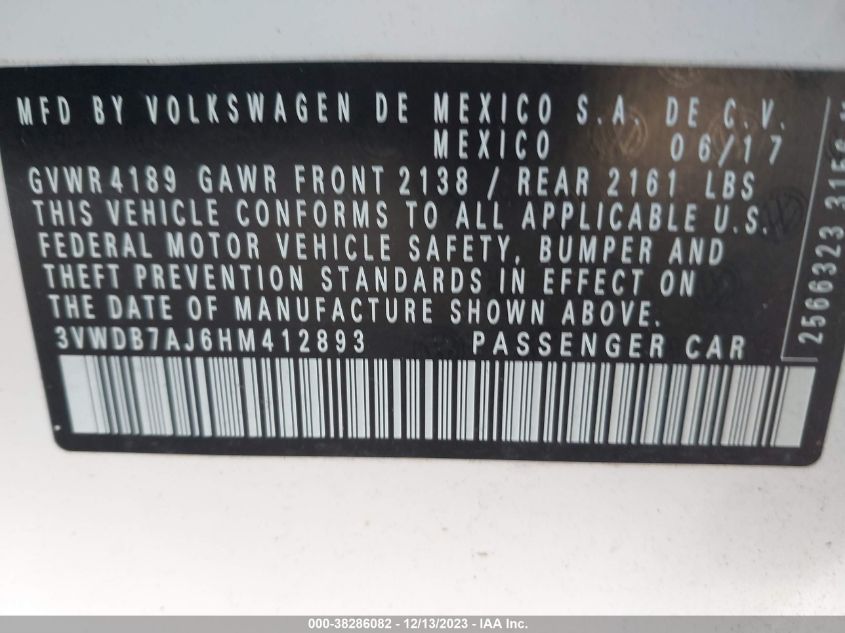 MFD BY VOLKSWAGEN DE MEXICO S.A. DE C.V.
MEXICO 06/17
GVWR 4189 GAWR FRONT 2138 / REAR 2161 LBS
THIS VEHICLE CONFORMS TO ALL APPLICABLE U.S.
FEDERAL MOTOR VEHICLE SAFETY, BUMPER AND
THEFT PREVENTION STANDARDS IN EFFECT ON
THE DATE OF MANUFACTURE SHOWN ABOVE.
3VWDB7AJ6HM412893 PASSENGER CAR
2566323
000-38286082 - 12/13/2023 - IAAI.COM